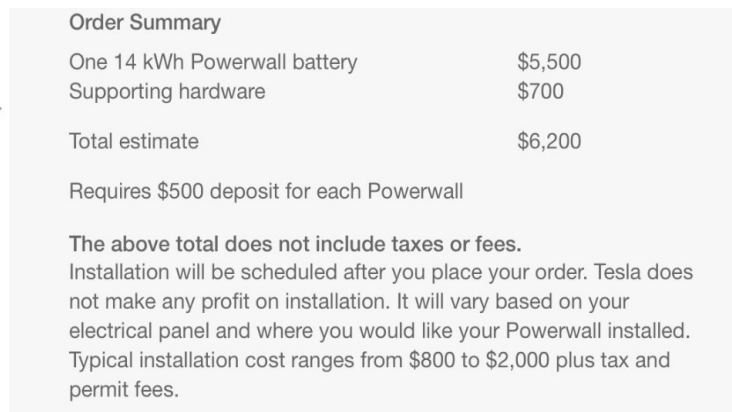 Order Summary
One 14 kWh Powerwall battery $5,500
Supporting hardware $700
Total estimate $6,200
Requires $500 deposit for each Powerwall
The above total does not include taxes or fees.
Installation will be scheduled after you place your order. Tesla does
not make any profit on installation. It will vary based on your
electrical panel and where you would like your Powerwall installed.
Typical installation cost ranges from $800 to $2,000 plus tax and
permit fees.